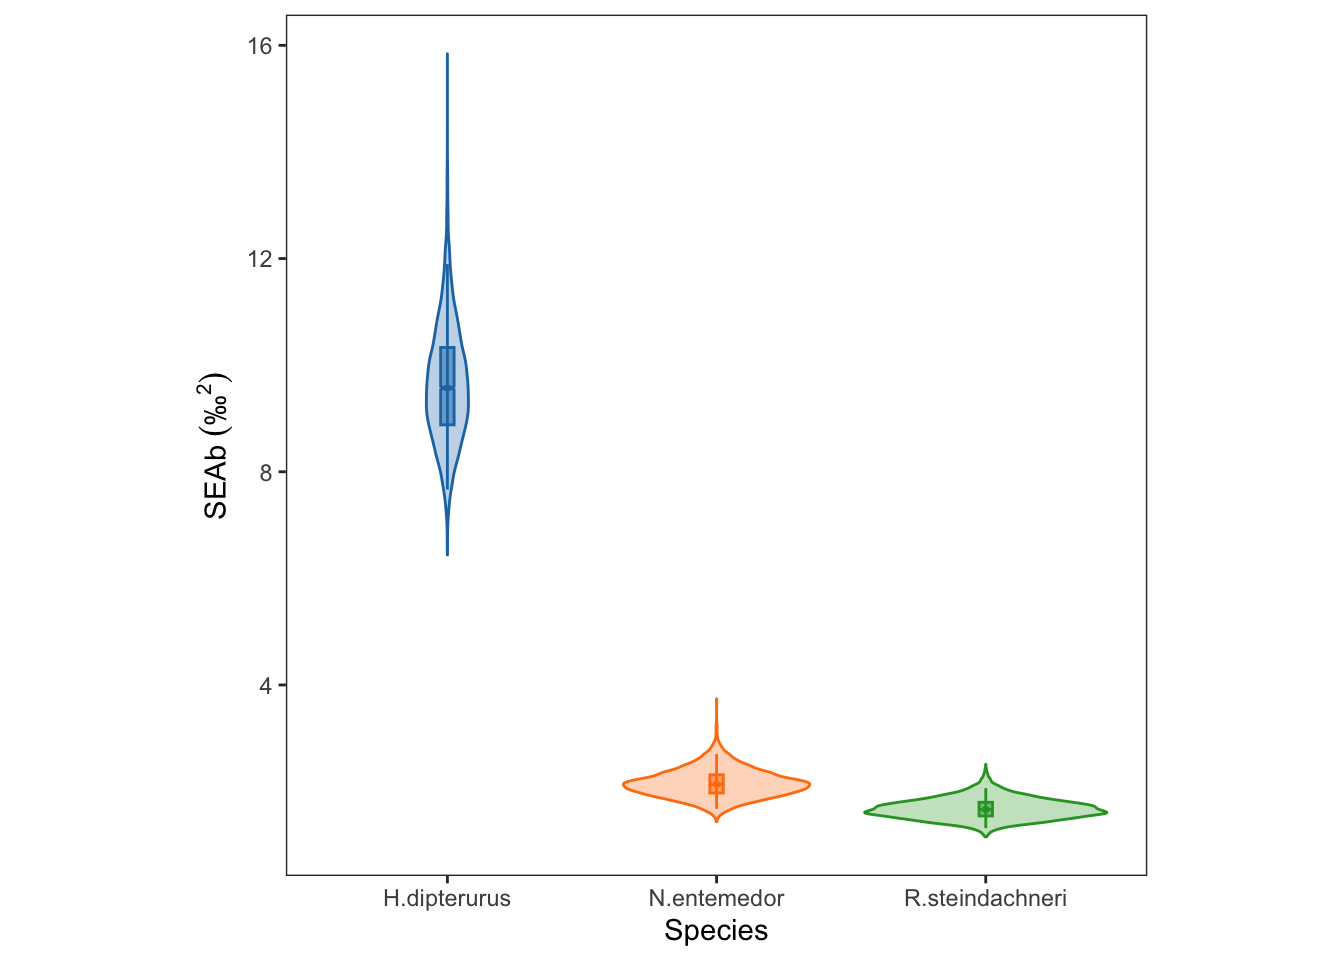 16
12
8
4
SEAb (‰²)
H.dipterurus
N.entemedor
R.steindachneri
Species